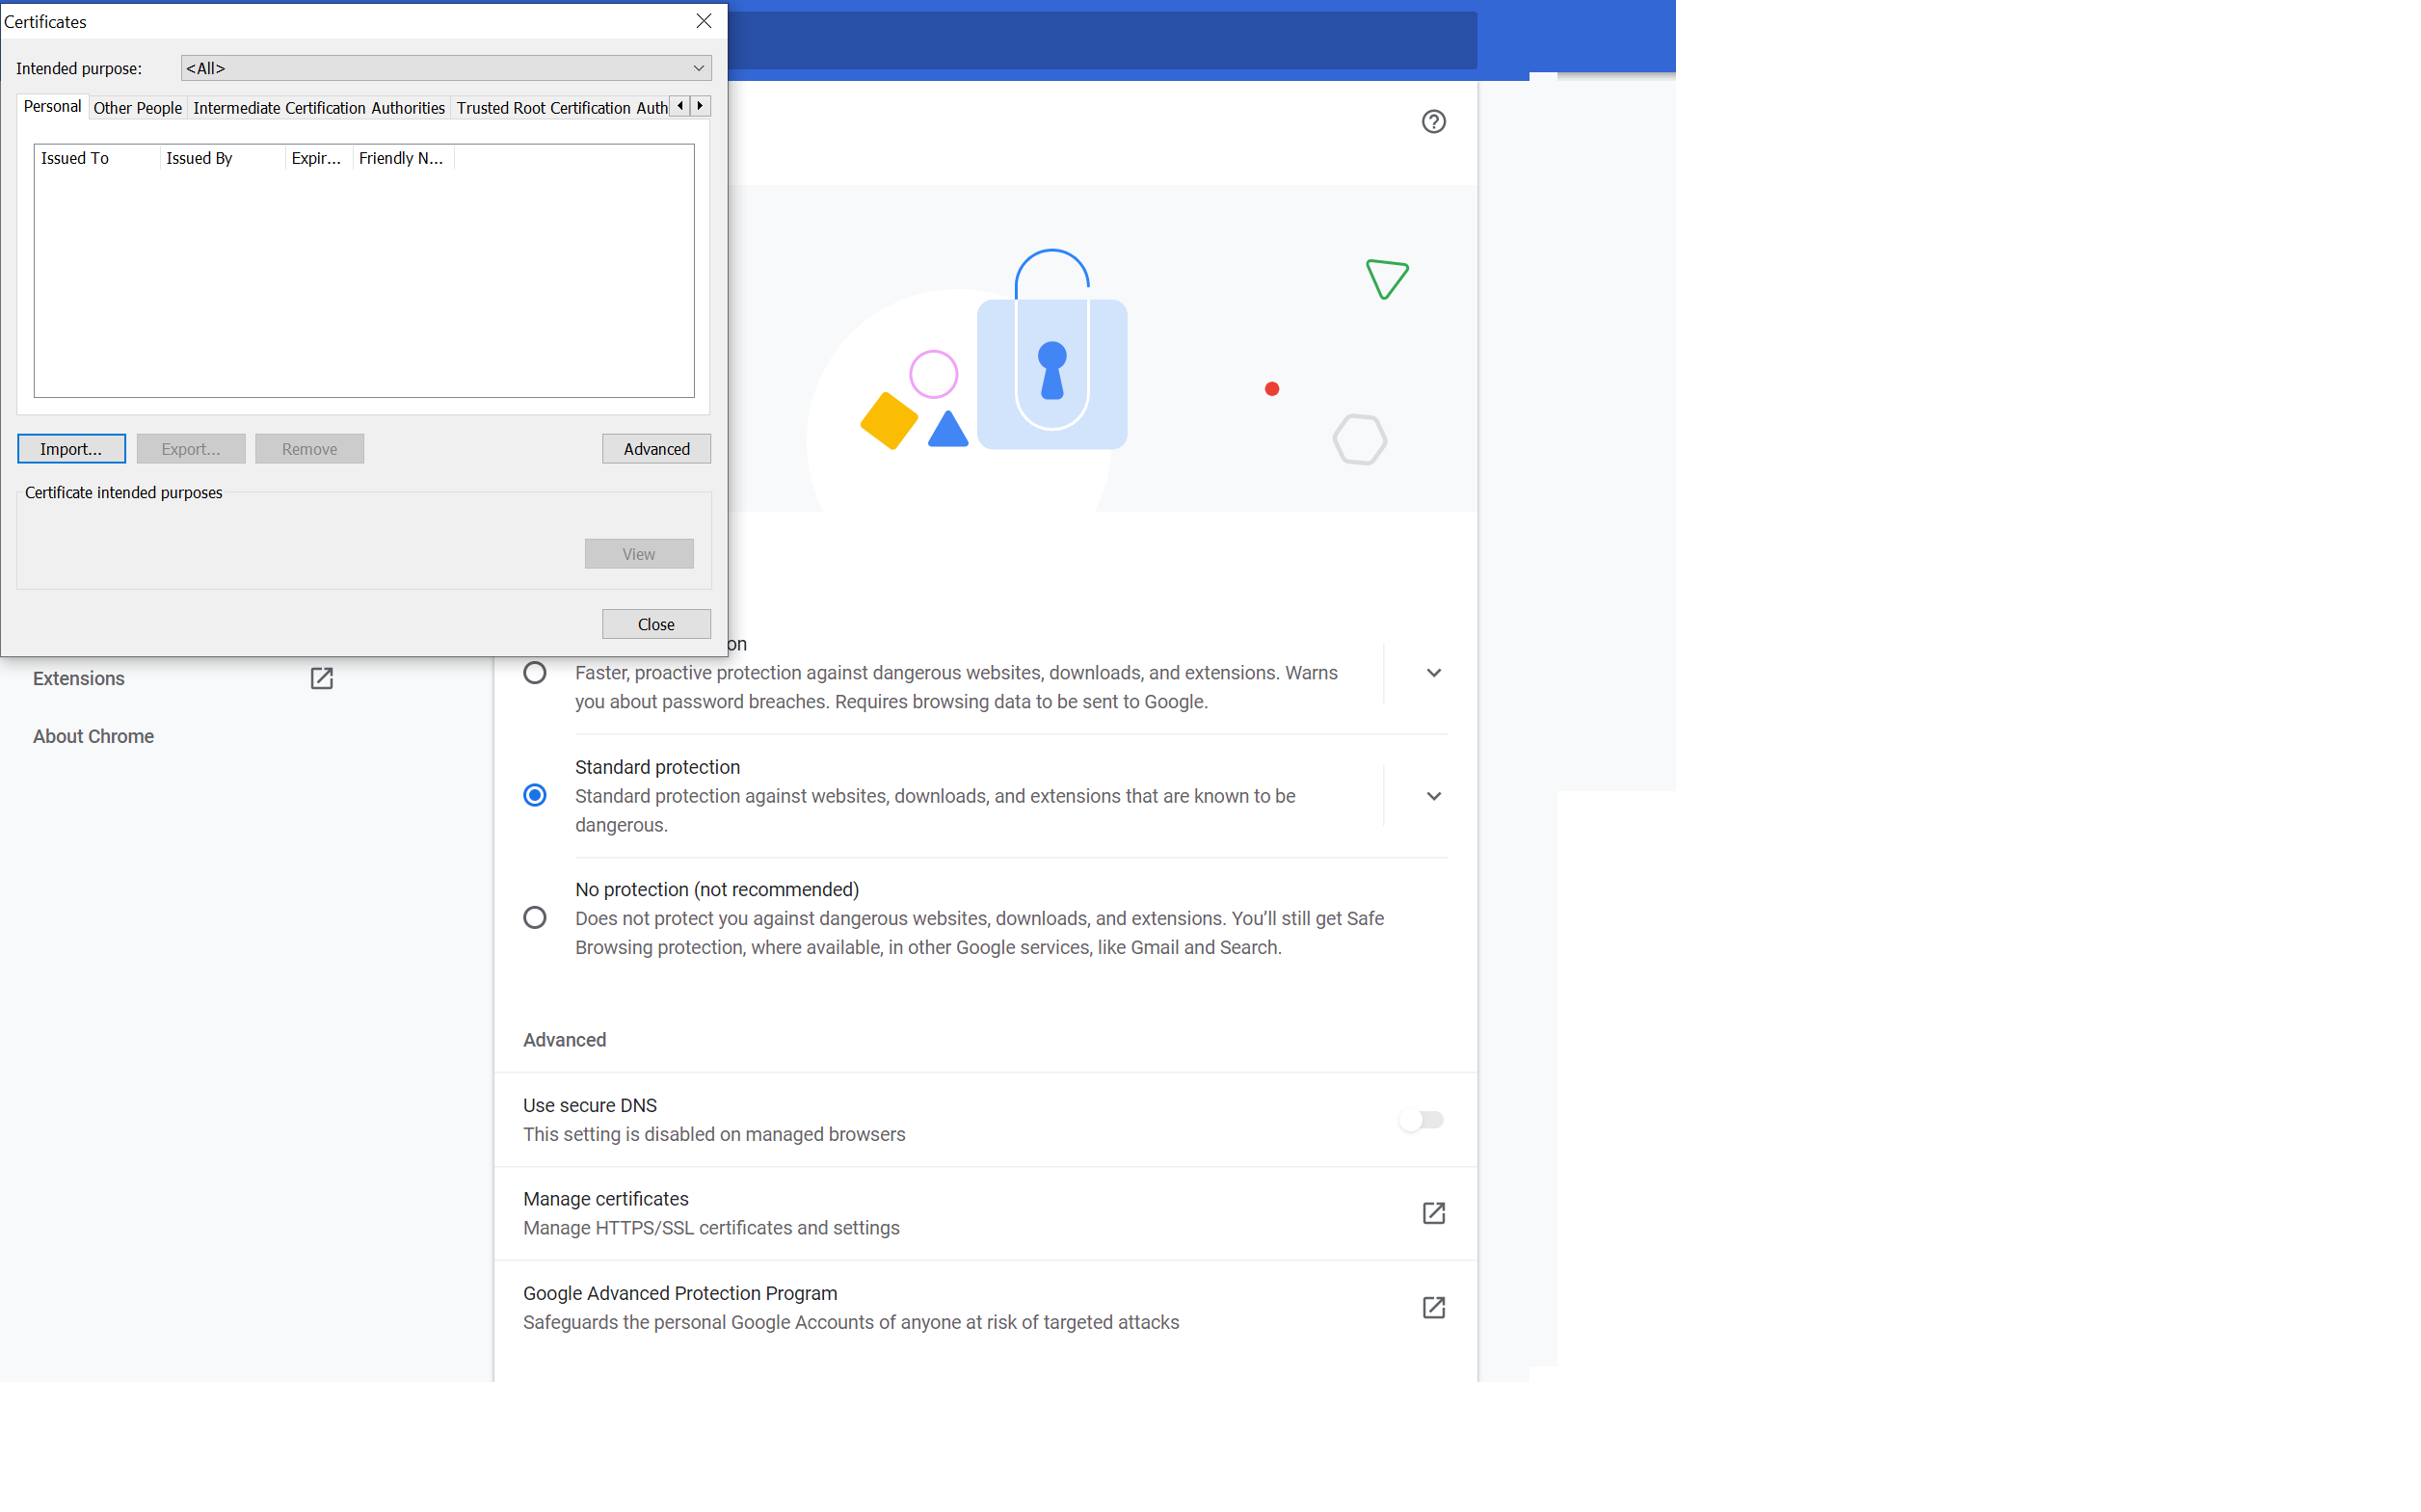 Certificates
Intended purpose:
<All>
Personal
Other People
Intermediate Certification Authorities
Trusted Root Certification Auth
Issued To
Issued By
Expir...
Friendly N...
Import...
Export...
Remove
Advanced
Certificate intended purposes
View
Close
Extensions
About Chrome
on
Faster, proactive protection against dangerous websites, downloads, and extensions. Warns
you about password breaches. Requires browsing data to be sent to Google.
Standard protection
Standard protection against websites, downloads, and extensions that are known to be
dangerous.
No protection (not recommended)
Does not protect you against dangerous websites, downloads, and extensions. You’ll still get Safe
Browsing protection, where available, in other Google services, like Gmail and Search.
Advanced
Use secure DNS
This setting is disabled on managed browsers
Manage certificates
Manage HTTPS/SSL certificates and settings
Google Advanced Protection Program
Safeguards the personal Google Accounts of anyone at risk of targeted attacks